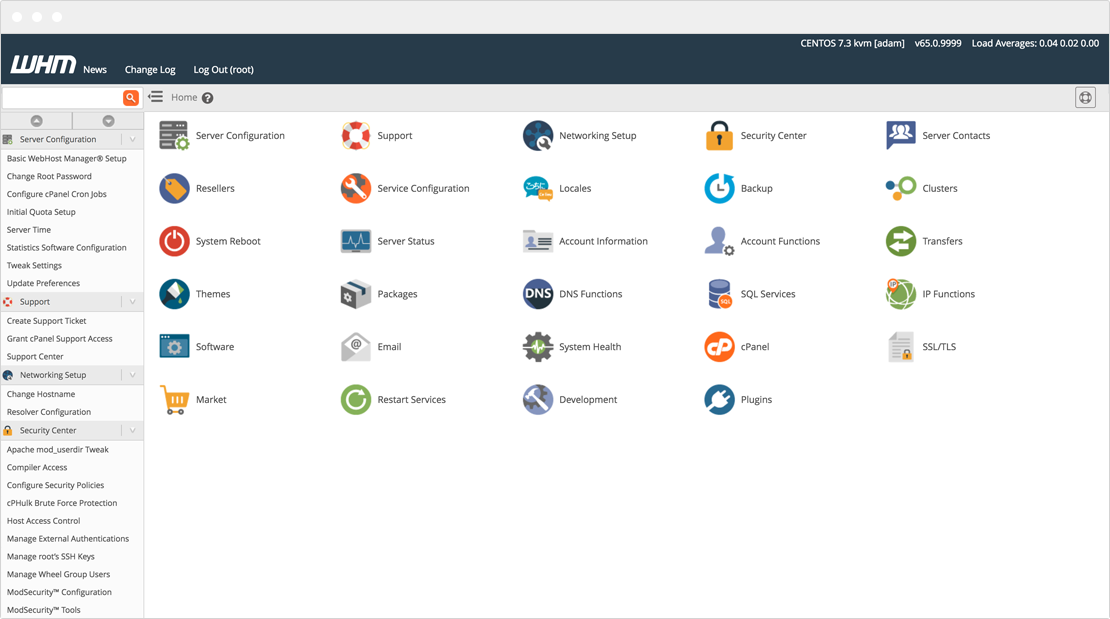 CENTOS 7.3 kvm [adam] v65.0.9999 Load Averages: 0.04 0.02 0.00
WHM News Change Log Log Out (root)
Home ?
Server Configuration
Basic WebHost Manager® Setup
Change Root Password
Configure cPanel Cron Jobs
Initial Quota Setup
Server Time
Statistics Software Configuration
Tweak Settings
Update Preferences
Support
Create Support Ticket
Grant cPanel Support Access
Support Center
Networking Setup
Change Hostname
Resolver Configuration
Security Center
Apache mod_userdir Tweak
Compiler Access
Configure Security Policies
cPHulk Brute Force Protection
Host Access Control
Manage External Authentications
Manage root's SSH Keys
Manage Wheel Group Users
ModSecurity™ Configuration
ModSecurity™ Tools
Server Configuration Support Networking Setup Security Center Server Contacts
Resellers Service Configuration Locales Backup Clusters
System Reboot Server Status Account Information Account Functions Transfers
Themes Packages DNS DNS Functions SQL SQL Services IP IP Functions
Software @ Email System Health cP cPanel SSL/TLS
Market Restart Services Development Plugins